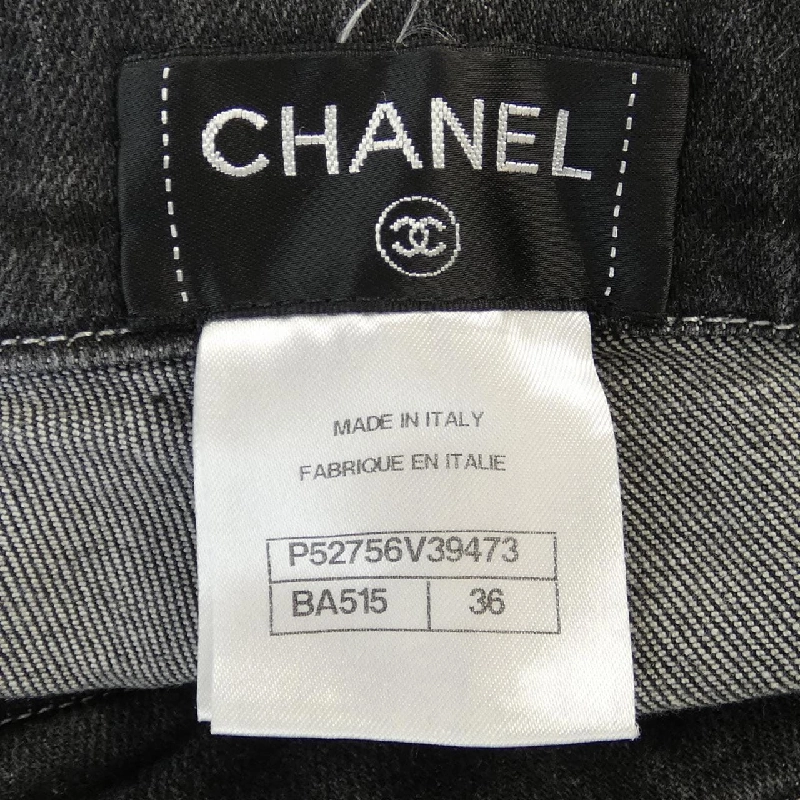 CHANEL
MADE IN ITALY
FABRIQUE EN ITALIE
P52756V39473
BA515 36